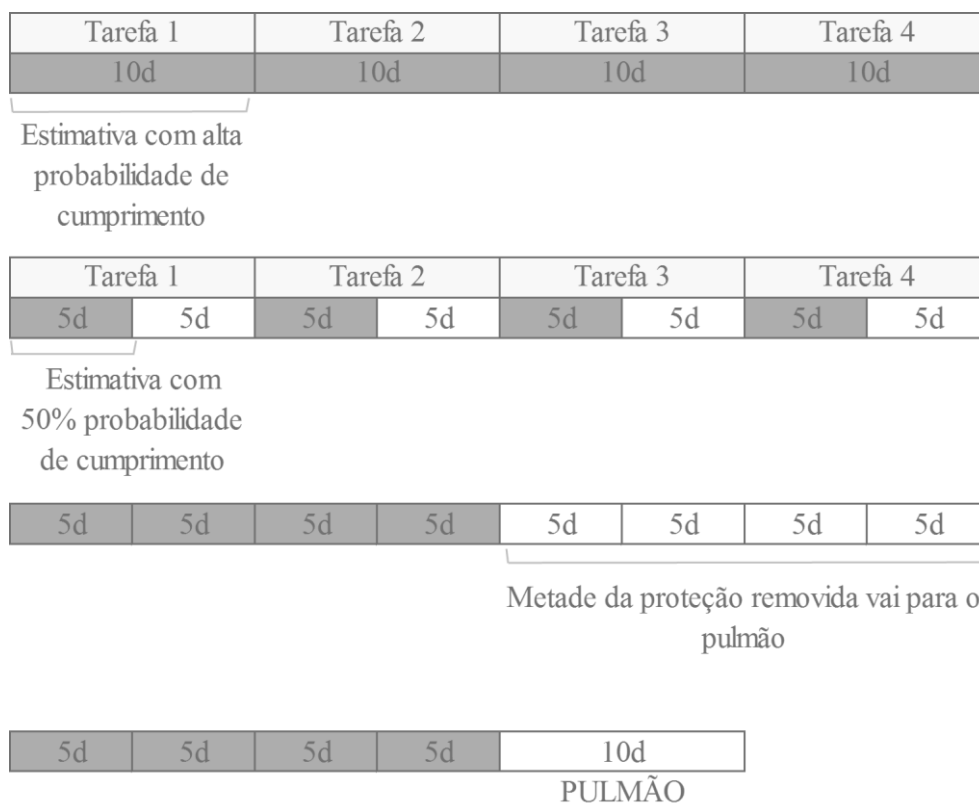 Tarefa 1 Tarefa 2 Tarefa 3 Tarefa 4
10d 10d 10d 10d
Estimativa com alta
probabilidade de
cumprimento
Tarefa 1 Tarefa 2 Tarefa 3 Tarefa 4
5d 5d 5d 5d 5d 5d 5d 5d
Estimativa com
50% probabilidade
de cumprimento
5d 5d 5d 5d 5d 5d 5d 5d
Metade da proteção removida vai para o
pulmão
5d 5d 5d 5d 10d
PULMÃO